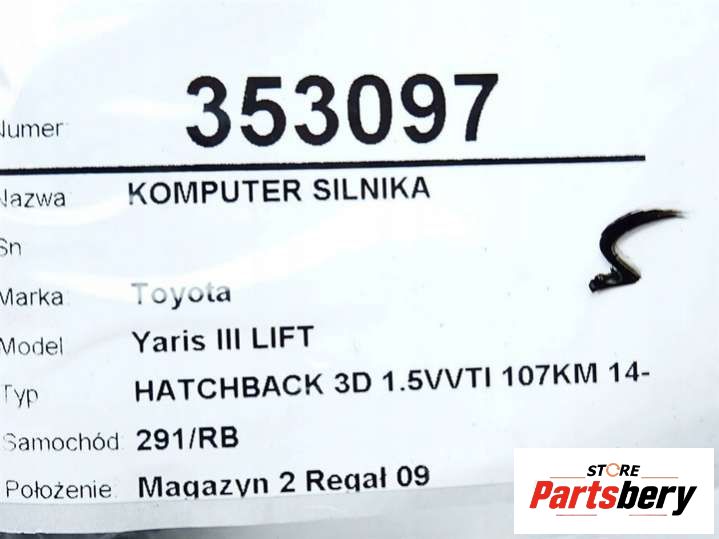 Numer: 353097
Nazwa KOMPUTER SILNIKA
Sn
Marka: Toyota
Model Yaris III LIFT
Typ HATCHBACK 3D 1.5VVTI 107KM 14-
Samochód: 291/RB
Położenie: Magazyn 2 Regał 09
S
STORE
Partsbery